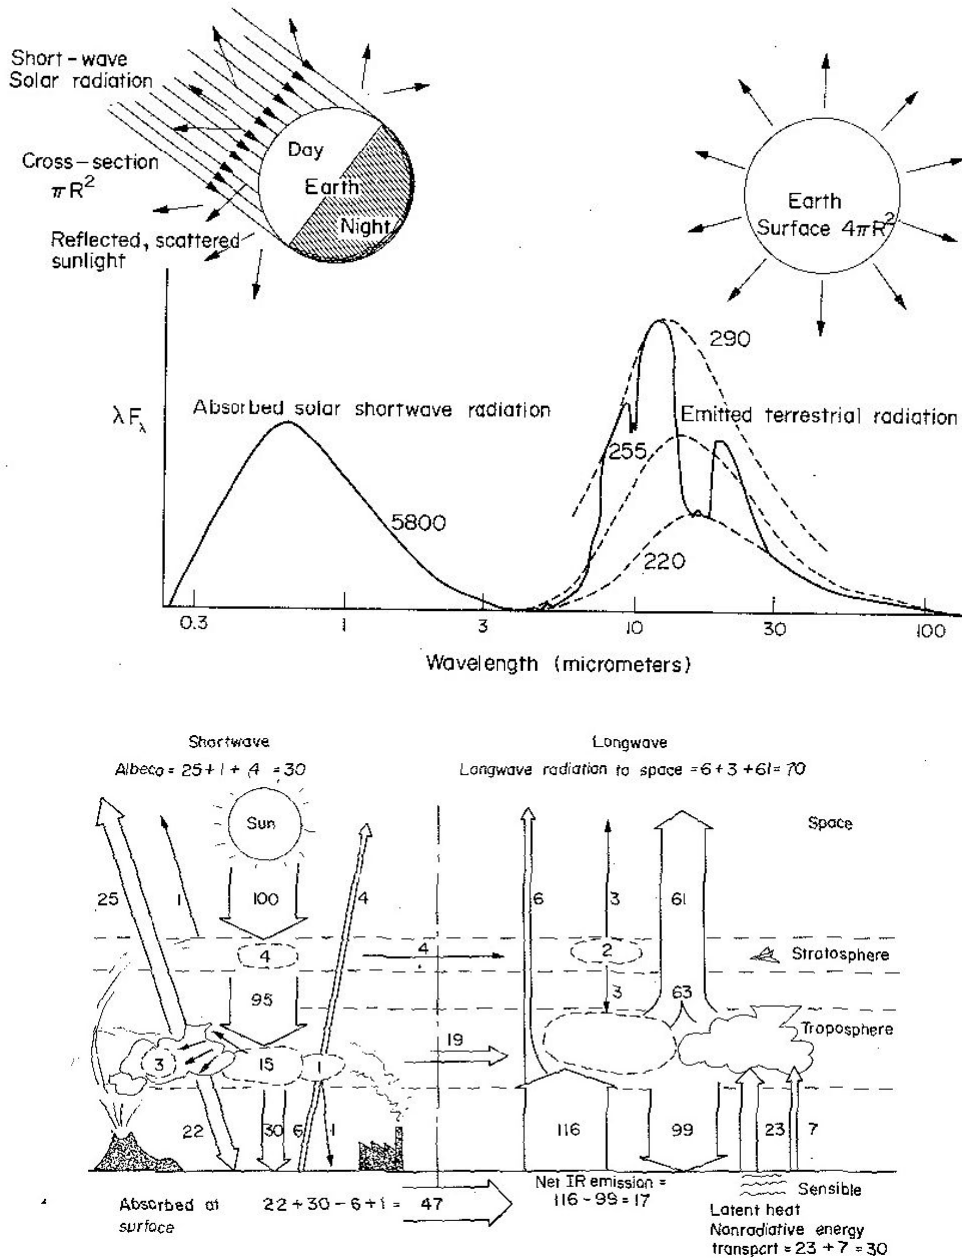 Short-wave
Solar radiation
Cross-section
πR²
Reflected, scattered
sunlight
Day
Earth
Night
Earth
Surface 4πR²
λF_λ
Absorbed solar shortwave radiation
Emitted terrestrial radiation
5800
290
255
220
0.3 1 3 10 30 100
Wavelength (micrometers)
Shortwave
Albeco = 25 + 1 + 4 = 30
Longwave
Longwave radiation to space = 6 + 3 + 61 = 70
Sun
Space
25 1 100 4 6 3 61
4 4 2 Stratosphere
95 3 63
Troposphere
3 15 1 19
22 30 6 1 116 99 23 7
Absorbed at
surface
22 + 30 - 6 + 1 = 47
Net IR emission =
116 - 99 = 17
Sensible
Latent heat
Nonradiative energy
transport = 23 + 7 = 30